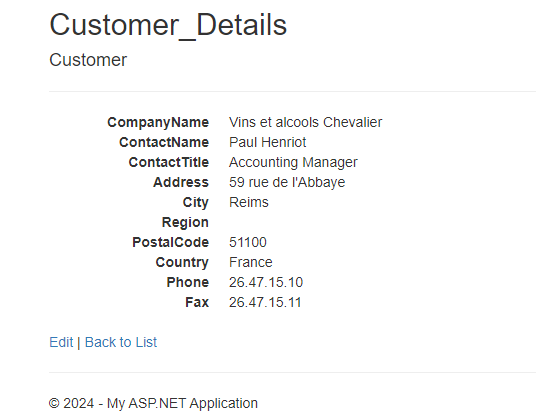 Customer_Details
Customer
CompanyName Vins et alcools Chevalier
ContactName Paul Henriot
ContactTitle Accounting Manager
Address 59 rue de l'Abbaye
City Reims
Region
PostalCode 51100
Country France
Phone 26.47.15.10
Fax 26.47.15.11
Edit | Back to List
© 2024 - My ASP.NET Application